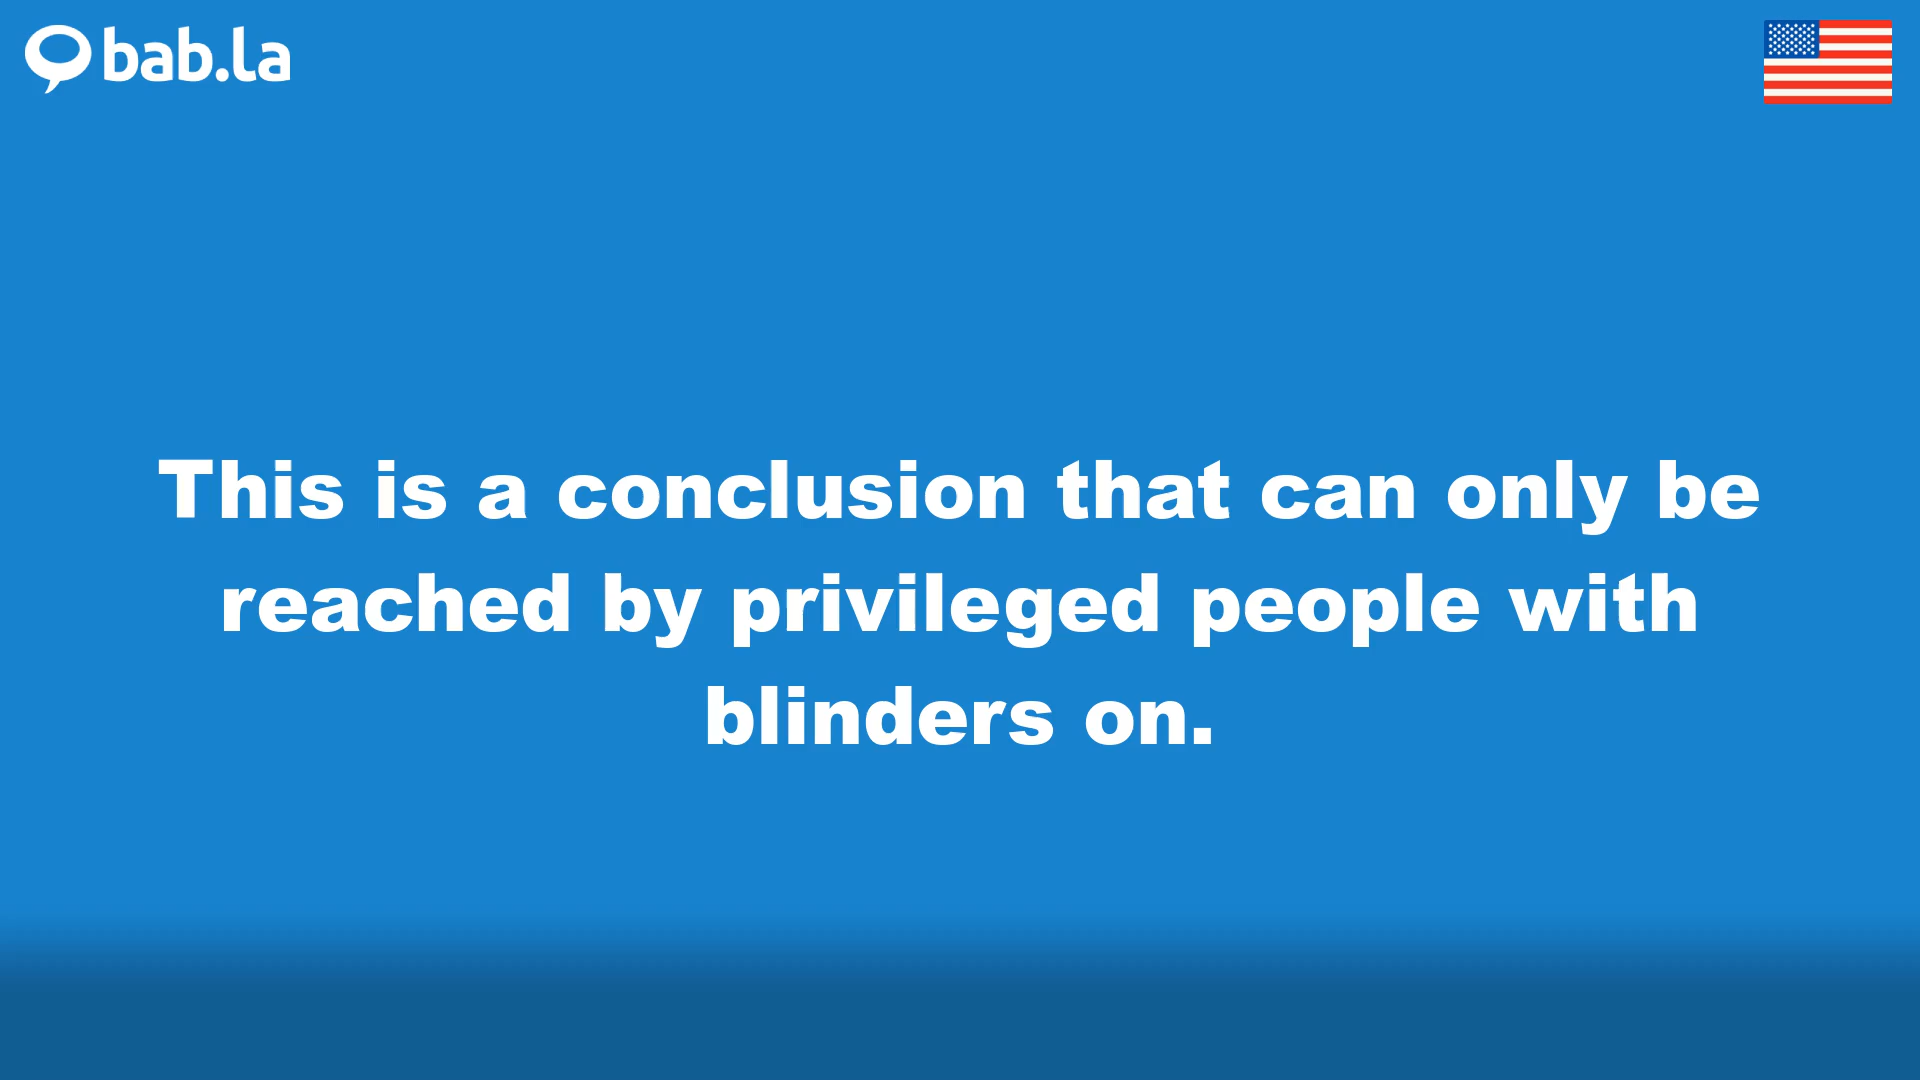 bab.la
This is a conclusion that can only be
reached by privileged people with
blinders on.